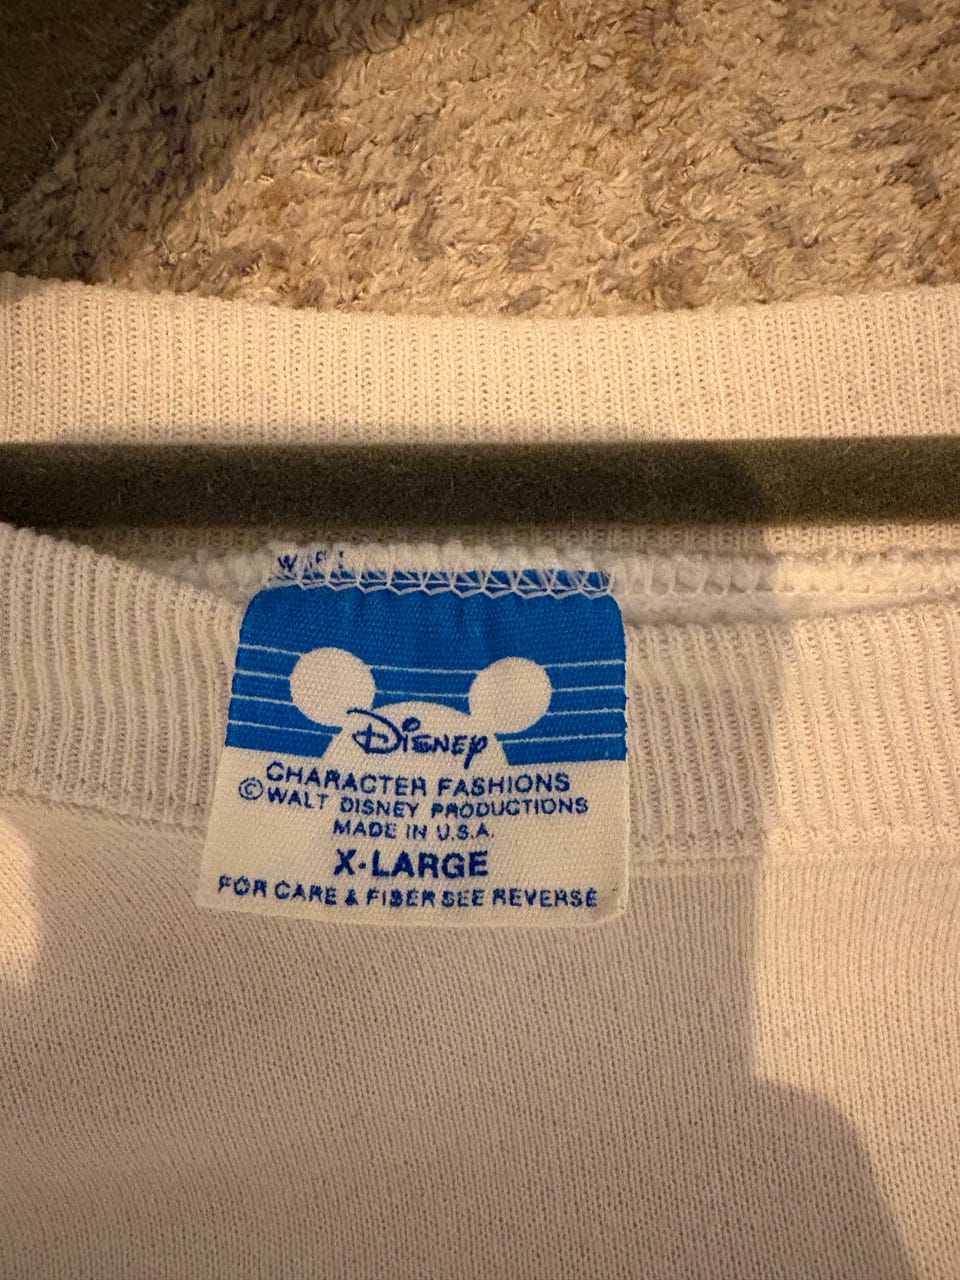 Disney
CHARACTER FASHIONS
©WALT DISNEY PRODUCTIONS
MADE IN U.S.A.
X-LARGE
FOR CARE & FIBER SEE REVERSE